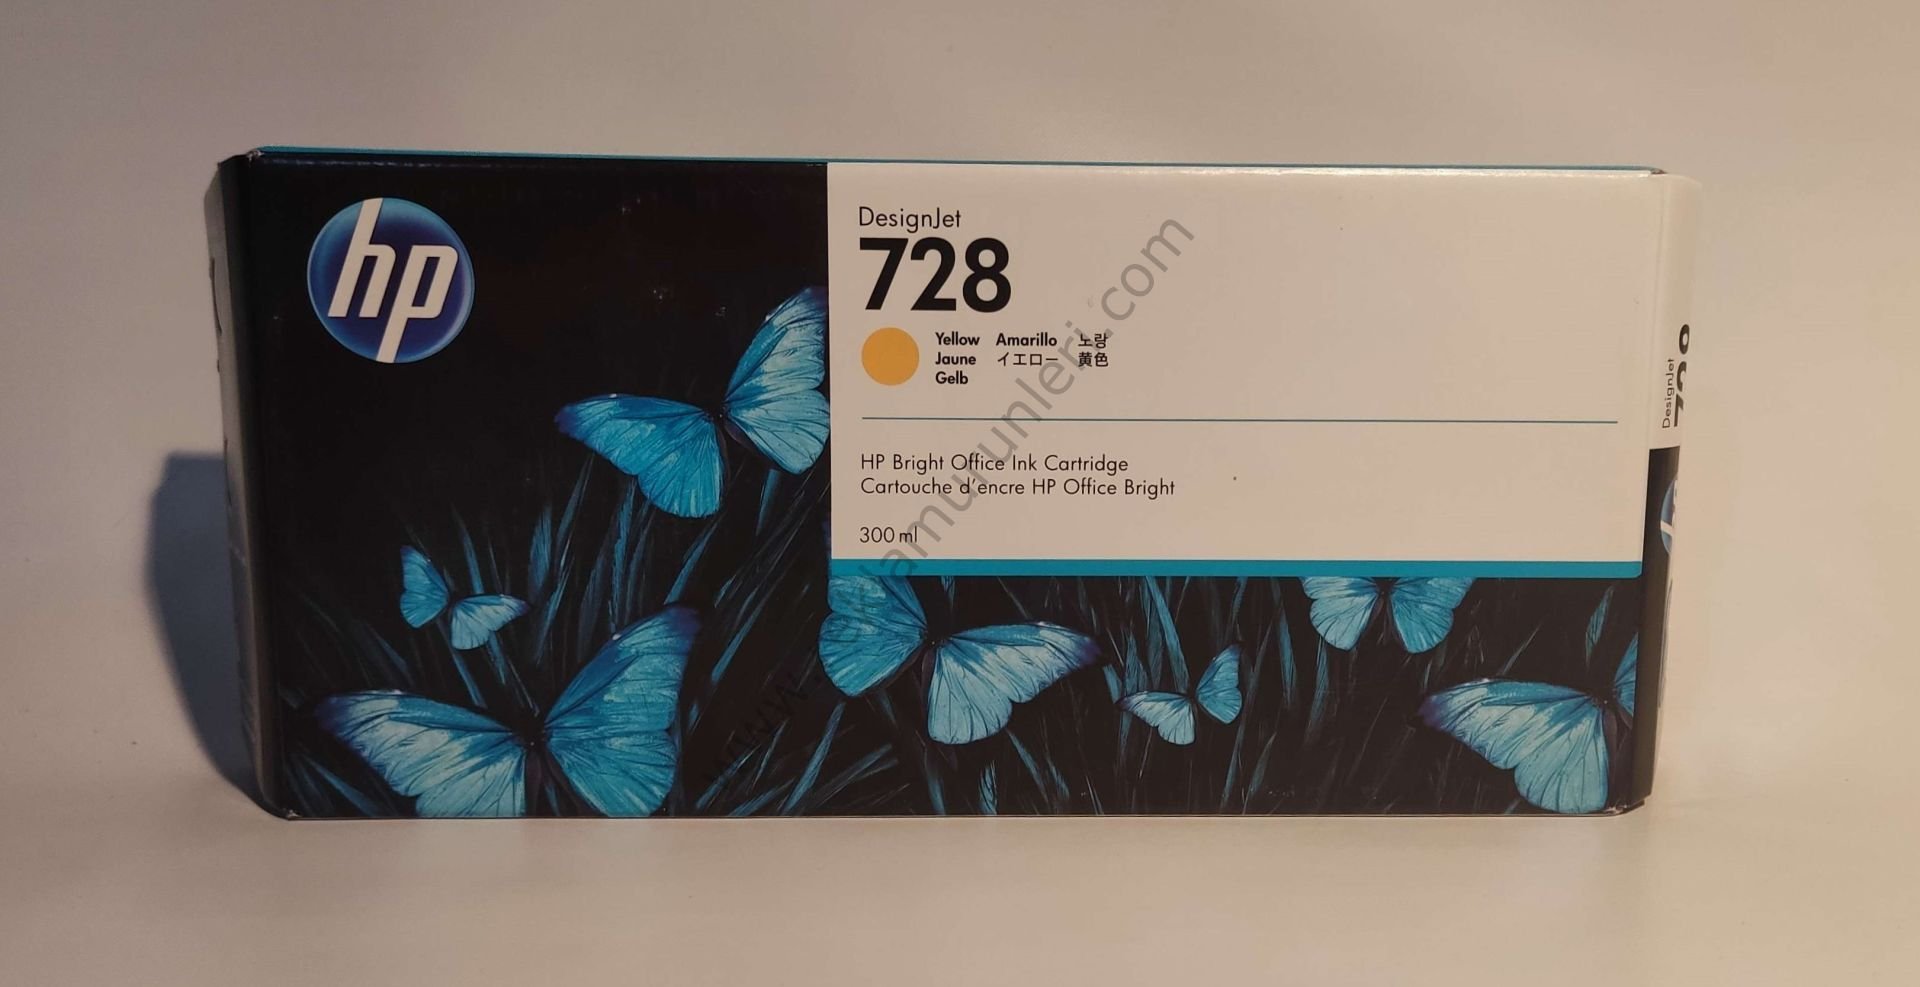 hp
DesignJet
728
Yellow Amarillo 노랑
Jaune イエロー 黄色
Gelb
HP Bright Office Ink Cartridge
Cartouche d'encre HP Office Bright
300 ml
DesignJet
728
hp